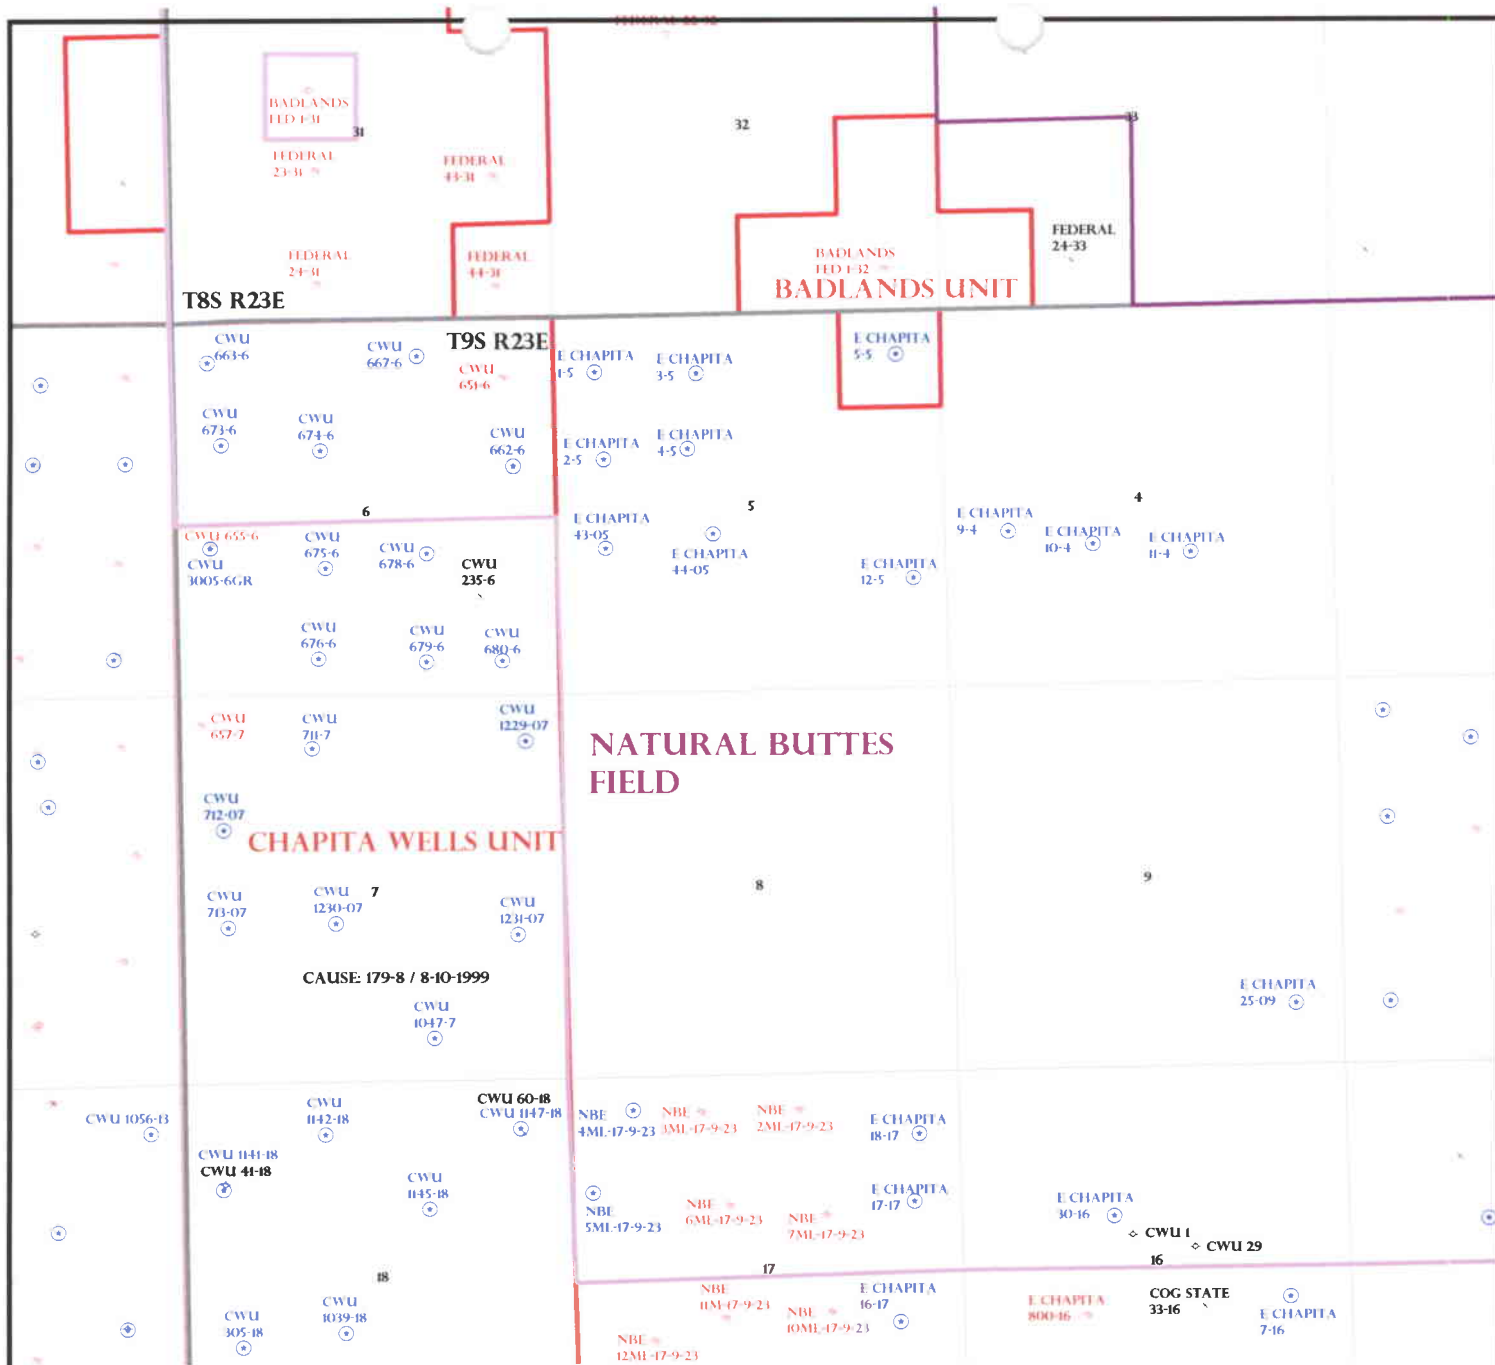 FEDERAL 22-32
BADLANDS
FED 1-31
31
32
33
FEDERAL
23-31
FEDERAL
43-31
FEDERAL
24-31
FEDERAL
44-31
BADLANDS
FED 1-32
BADLANDS UNIT
FEDERAL
24-33
T8S R23E
T9S R23E
CWU
663-6
CWU
667-6
CWU
651-6
E CHAPITA
1-5
E CHAPITA
3-5
E CHAPITA
5-5
CWU
673-6
CWU
674-6
CWU
662-6
E CHAPITA
2-5
E CHAPITA
4-5
6
5
4
CWU 655-6
CWU
3005-6GR
CWU
675-6
CWU
678-6
CWU
235-6
E CHAPITA
43-05
E CHAPITA
44-05
E CHAPITA
12-5
E CHAPITA
9-4
E CHAPITA
10-4
E CHAPITA
11-4
CWU
676-6
CWU
679-6
CWU
680-6
CWU
657-7
CWU
711-7
CWU
1229-07
NATURAL BUTTES
FIELD
CWU
712-07
CHAPITA WELLS UNIT
CWU
713-07
CWU
1230-07
7
CWU
1231-07
8
9
CAUSE: 179-8 / 8-10-1999
CWU
1047-7
E CHAPITA
25-09
CWU 1056-13
CWU
1142-18
CWU 60-18
CWU 1147-18
NBE
4ML-17-9-23
NBE
3ML-17-9-23
NBE
2ML-17-9-23
E CHAPITA
18-17
CWU 1141-18
CWU 41-18
CWU
1145-18
NBE
5ML-17-9-23
NBE
6ML-17-9-23
NBE
7ML-17-9-23
E CHAPITA
17-17
E CHAPITA
30-16
CWU 1
CWU 29
18
17
16
CWU
305-18
CWU
1039-18
NBE
11M-17-9-23
NBE
10ML-17-9-23
NBE
12ML-17-9-23
E CHAPITA
16-17
E CHAPITA
800-16
COG STATE
33-16
E CHAPITA
7-16